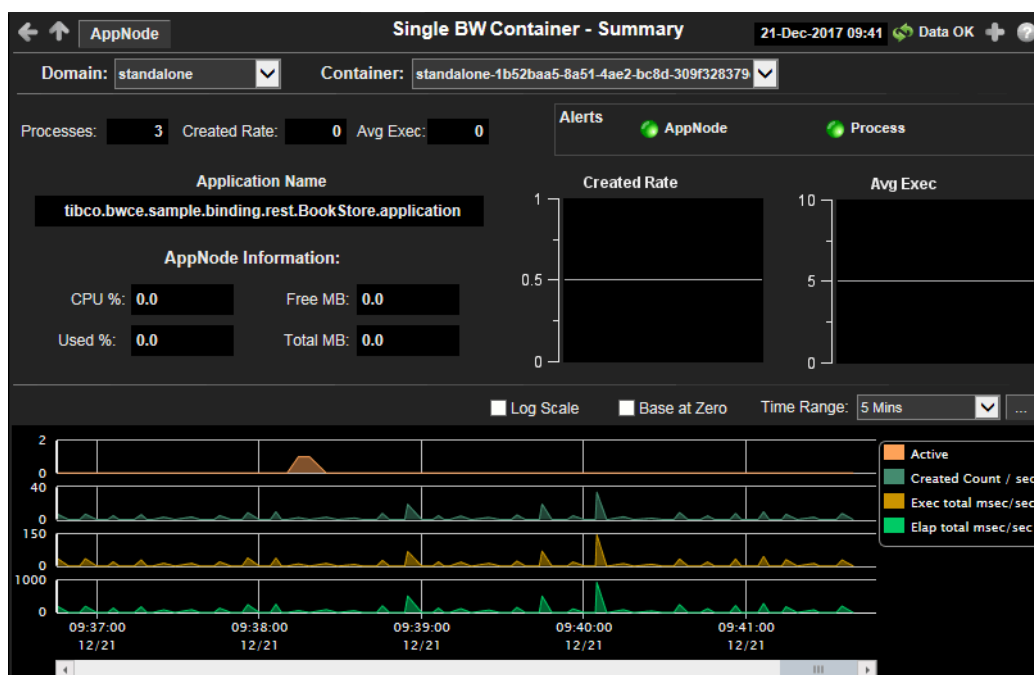 AppNode
Single BW Container - Summary
21-Dec-2017 09:41
Data OK
?
Domain: standalone
Container: standalone-1b52baa5-8a51-4ae2-bc8d-309f328379
Processes: 3
Created Rate: 0
Avg Exec: 0
Alerts
AppNode
Process
Application Name
tibco.bwce.sample.binding.rest.BookStore.application
AppNode Information:
CPU %: 0.0
Free MB: 0.0
Used %: 0.0
Total MB: 0.0
Created Rate
1
0.5
0
Avg Exec
10
5
0
Log Scale
Base at Zero
Time Range: 5 Mins
...
2
0
40
0
150
0
1000
0
09:37:00 09:38:00 09:39:00 09:40:00 09:41:00
12/21 12/21 12/21 12/21 12/21
Active
Created Count / sec
Exec total msec/sec
Elap total msec/sec